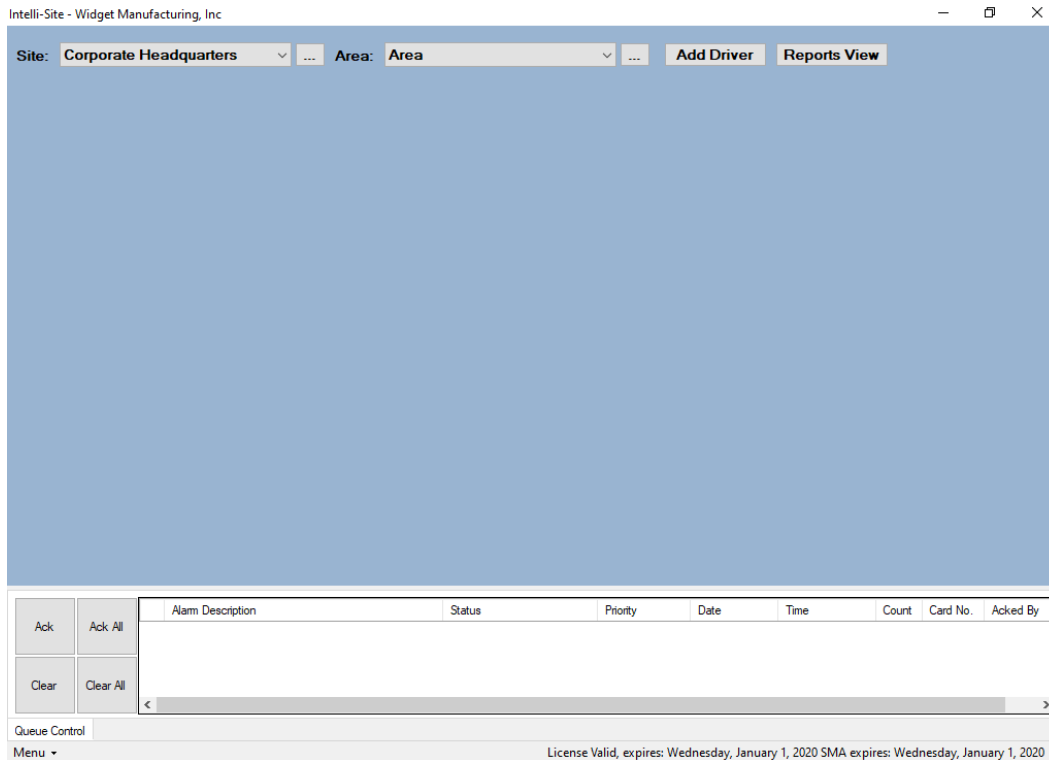 Intelli-Site - Widget Manufacturing, Inc
Site: Corporate Headquarters ... Area: Area ... Add Driver Reports View
Alarm Description Status Priority Date Time Count Card No. Acked By
Ack Ack All
Clear Clear All
Queue Control
Menu License Valid, expires: Wednesday, January 1, 2020 SMA expires: Wednesday, January 1, 2020